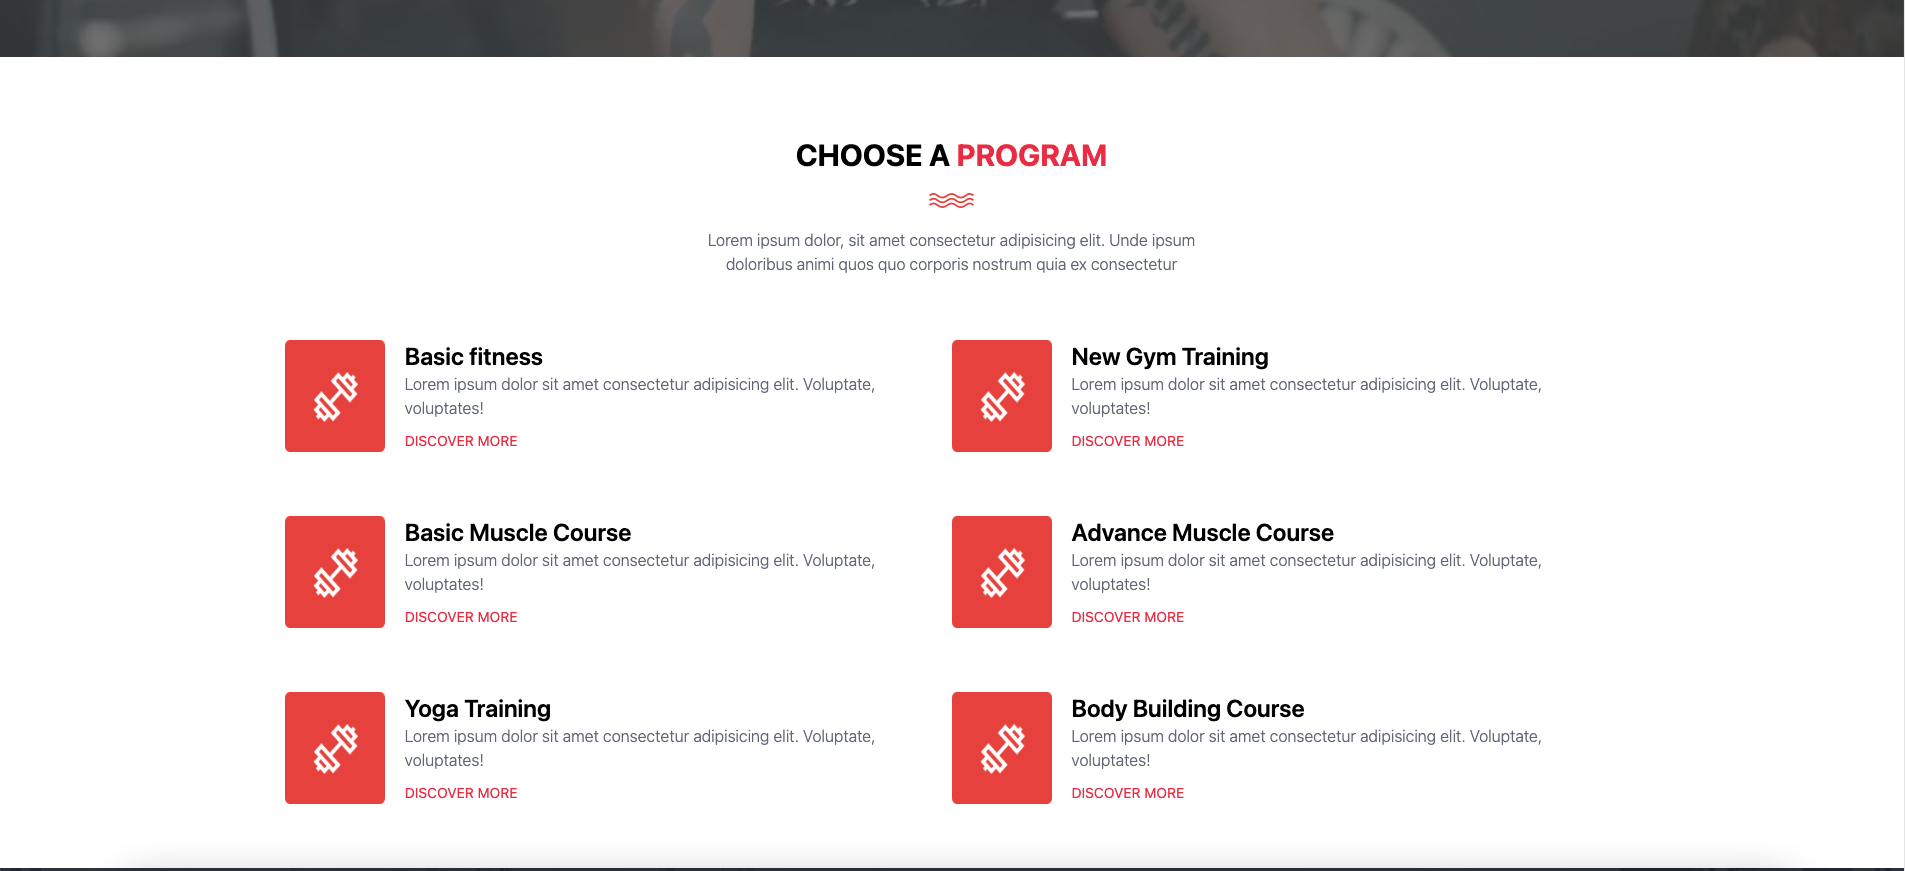 CHOOSE A PROGRAM
Lorem ipsum dolor, sit amet consectetur adipisicing elit. Unde ipsum
doloribus animi quos quo corporis nostrum quia ex consectetur
Basic fitness
Lorem ipsum dolor sit amet consectetur adipisicing elit. Voluptate,
voluptates!
DISCOVER MORE
New Gym Training
Lorem ipsum dolor sit amet consectetur adipisicing elit. Voluptate,
voluptates!
DISCOVER MORE
Basic Muscle Course
Lorem ipsum dolor sit amet consectetur adipisicing elit. Voluptate,
voluptates!
DISCOVER MORE
Advance Muscle Course
Lorem ipsum dolor sit amet consectetur adipisicing elit. Voluptate,
voluptates!
DISCOVER MORE
Yoga Training
Lorem ipsum dolor sit amet consectetur adipisicing elit. Voluptate,
voluptates!
DISCOVER MORE
Body Building Course
Lorem ipsum dolor sit amet consectetur adipisicing elit. Voluptate,
voluptates!
DISCOVER MORE